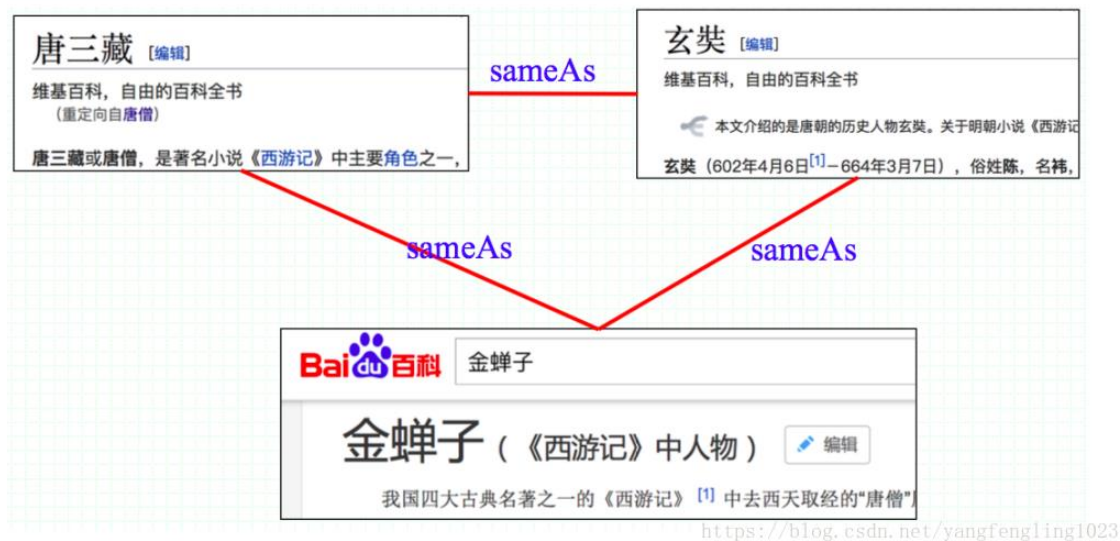 唐三藏 [编辑]
维基百科，自由的百科全书
（重定向自唐僧）
唐三藏或唐僧，是著名小说《西游记》中主要角色之一，
sameAs
玄奘 [编辑]
维基百科，自由的百科全书
本文介绍的是唐朝的历史人物玄奘。关于明朝小说《西游记
玄奘（602年4月6日[1]－664年3月7日），俗姓陈，名袆，
sameAs
sameAs
Baidu百科 金蝉子
金蝉子（《西游记》中人物） 编辑
我国四大古典名著之一的《西游记》[1] 中去西天取经的“唐僧”
https://blog.csdn.net/yangfengling1023